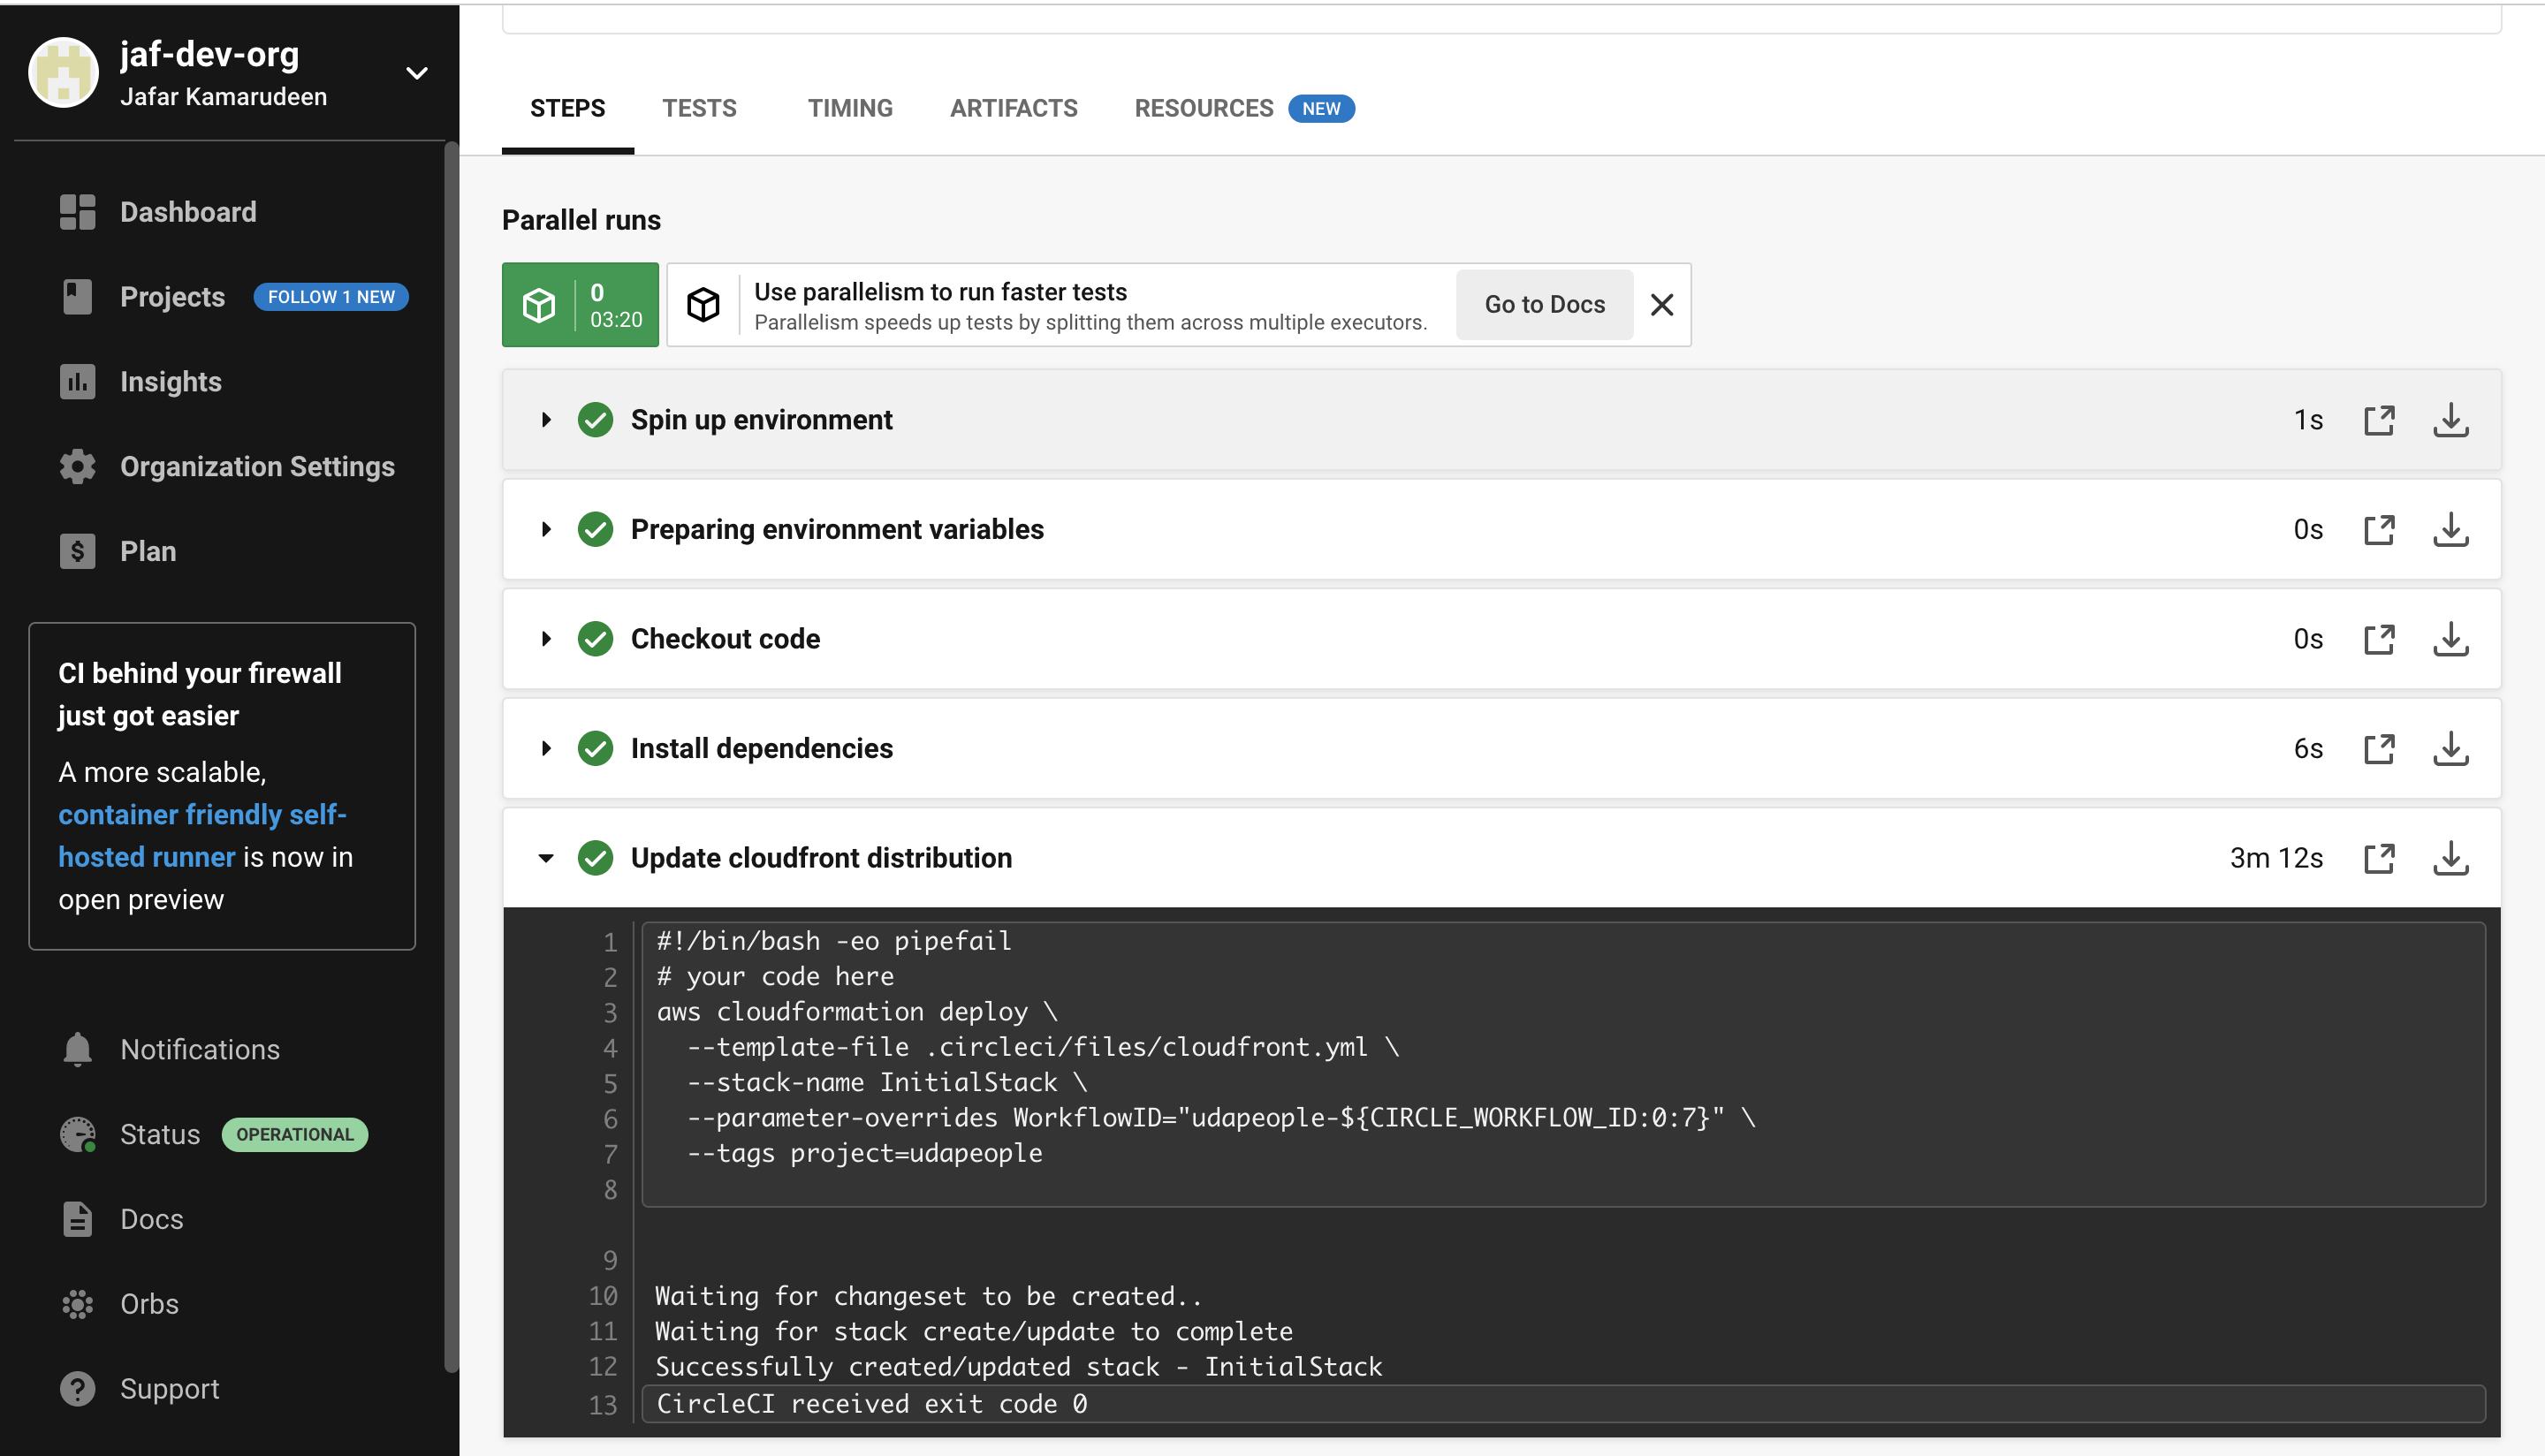 jaf-dev-org
Jafar Kamarudeen
Dashboard
Projects FOLLOW 1 NEW
Insights
Organization Settings
Plan
CI behind your firewall
just got easier
A more scalable,
container friendly self-
hosted runner is now in
open preview
Notifications
Status OPERATIONAL
Docs
Orbs
Support
STEPS TESTS TIMING ARTIFACTS RESOURCES NEW
Parallel runs
0
03:20
Use parallelism to run faster tests
Parallelism speeds up tests by splitting them across multiple executors.
Go to Docs
Spin up environment 1s
Preparing environment variables 0s
Checkout code 0s
Install dependencies 6s
Update cloudfront distribution 3m 12s
1 #!/bin/bash -eo pipefail
2 # your code here
3 aws cloudformation deploy \
4   --template-file .circleci/files/cloudfront.yml \
5   --stack-name InitialStack \
6   --parameter-overrides WorkflowID="udapeople-${CIRCLE_WORKFLOW_ID:0:7}" \
7   --tags project=udapeople
8
9
10 Waiting for changeset to be created..
11 Waiting for stack create/update to complete
12 Successfully created/updated stack - InitialStack
13 CircleCI received exit code 0